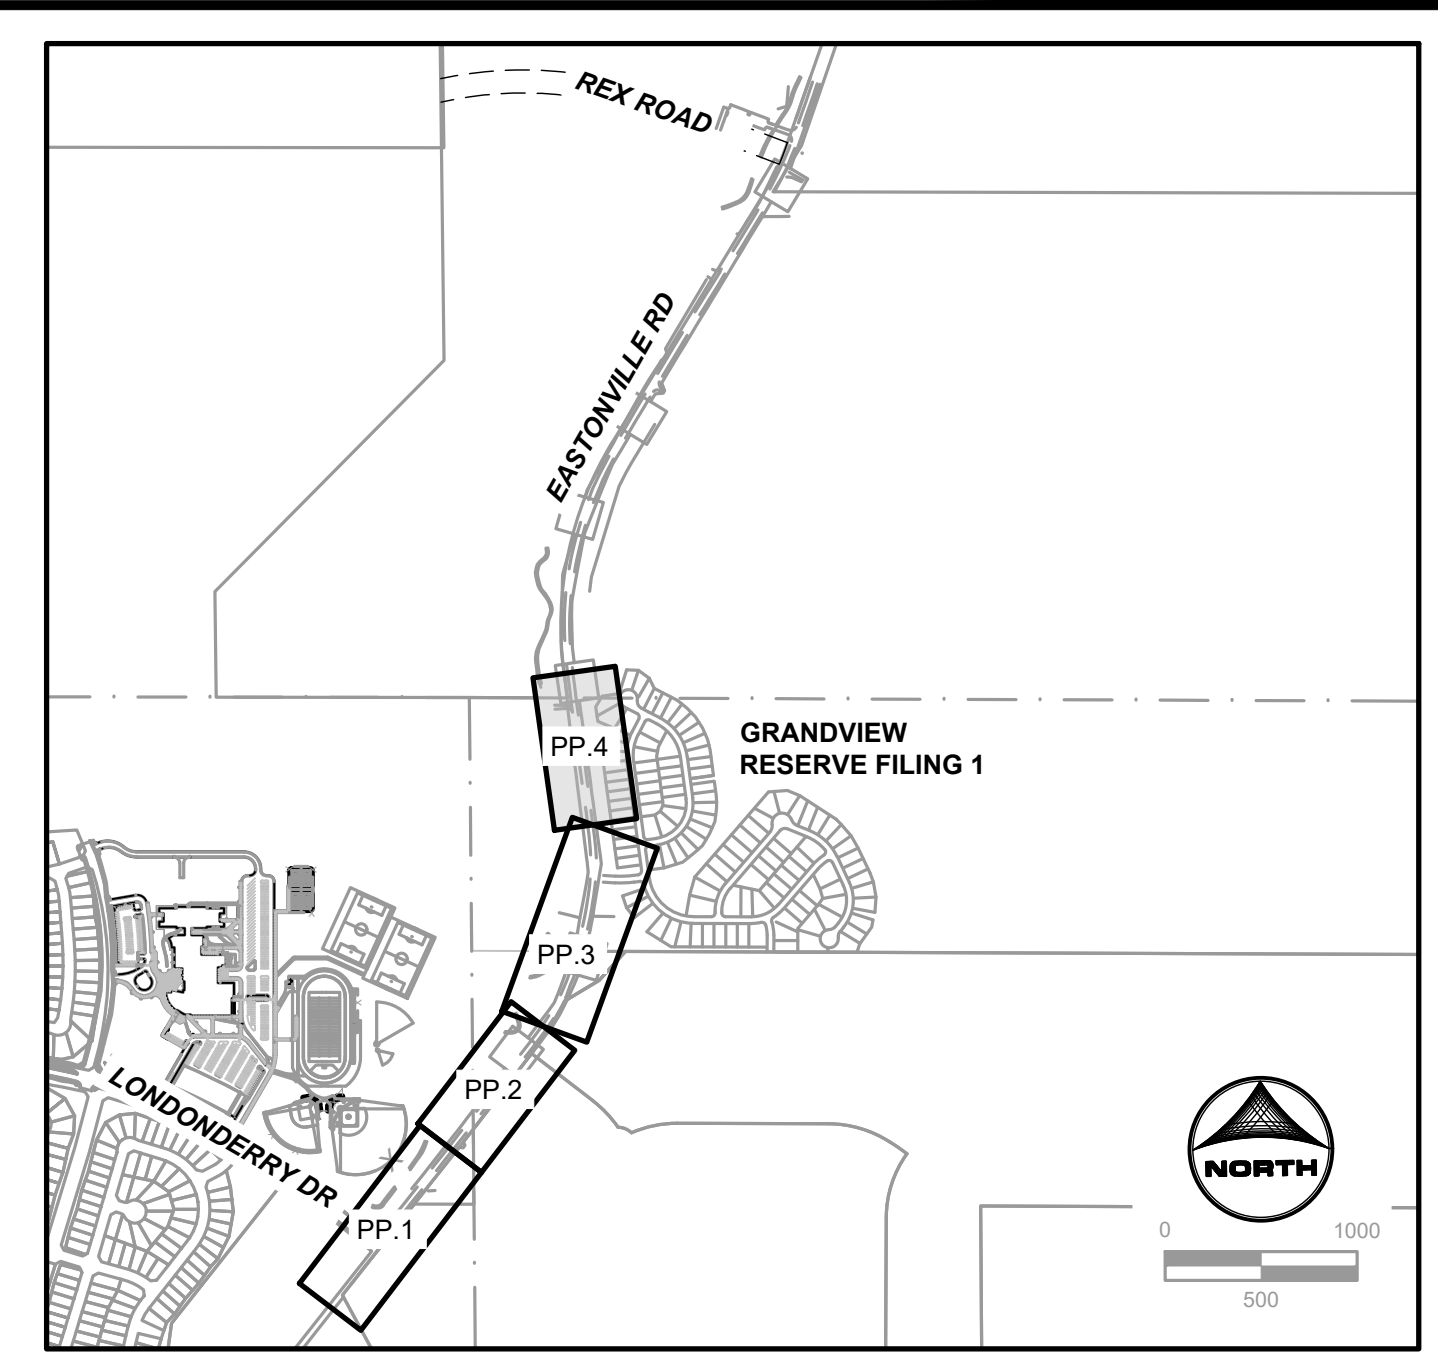 REX ROAD
EASTONVILLE RD
PP.4
GRANDVIEW
RESERVE FILING 1
PP.3
PP.2
LONDONDERRY DR
PP.1
NORTH
0 1000
500